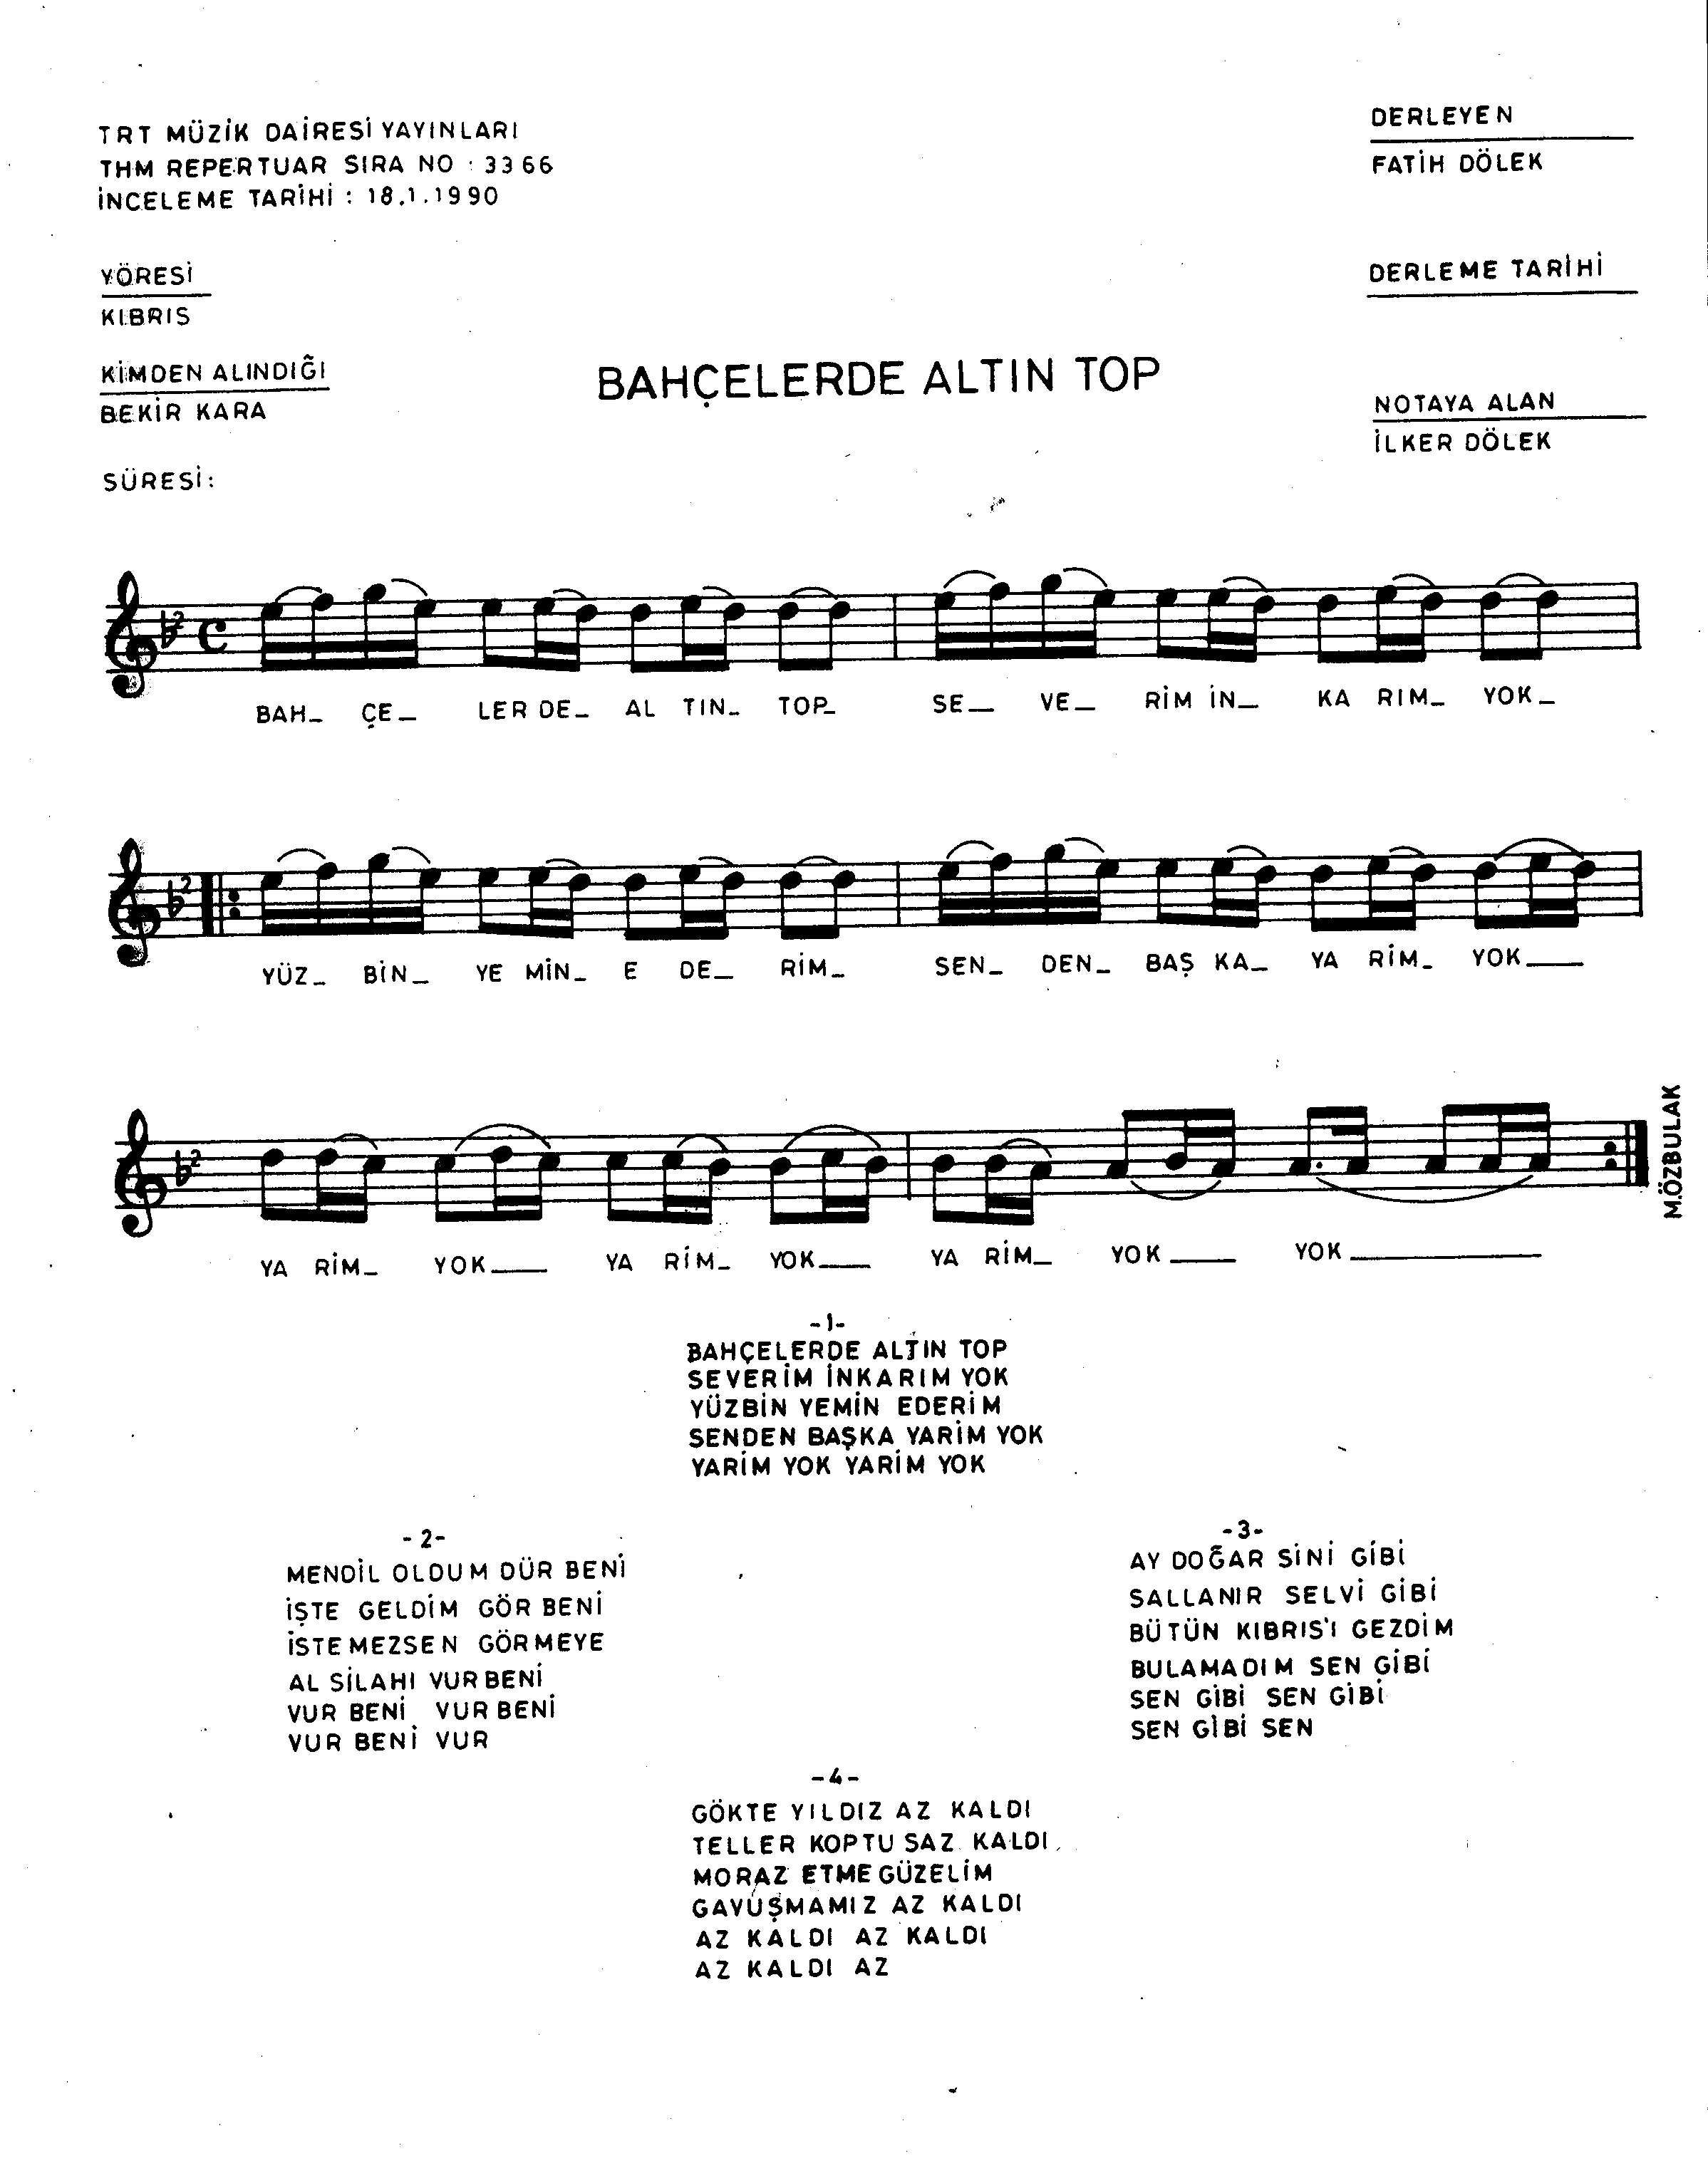 TRT MÜZİK DAİRESİ YAYINLARI
THM REPERTUAR SIRA NO : 3366
İNCELEME TARİHİ : 18.1.1990
DERLEYEN
FATİH DÖLEK
YÖRESİ
KIBRIS
DERLEME TARİHİ
KİMDEN ALINDIĞI
BEKİR KARA
BAHÇELERDE ALTIN TOP
NOTAYA ALAN
İLKER DÖLEK
SÜRESİ:
BAH_ ÇE_ LER DE_ AL TIN_ TOP_ SE_ VE_ RİM İN_ KA RIM_ YOK_
YÜZ_ BİN_ YE MİN_ E DE_ RİM_ SEN_ DEN_ BAŞ KA_ YA RİM_ YOK___
YA RİM_ YOK___ YA RİM_ YOK___ YA RİM_ YOK___ YOK______
M.ÖZBULAK
-1-
BAHÇELERDE ALTIN TOP
SEVERİM İNKARIM YOK
YÜZBİN YEMİN EDERİM
SENDEN BAŞKA YARİM YOK
YARİM YOK YARİM YOK
-2-
MENDİL OLDUM DÜR BENİ
İŞTE GELDİM GÖR BENİ
İSTEMEZSEN GÖRMEYE
AL SİLAHI VUR BENİ
VUR BENİ VUR BENİ
VUR BENİ VUR
-3-
AY DOĞAR SİNİ GİBİ
SALLANIR SELVİ GİBİ
BÜTÜN KIBRIS'I GEZDİM
BULAMADIM SEN GİBİ
SEN GİBİ SEN GİBİ
SEN GİBİ SEN
-4-
GÖKTE YILDIZ AZ KALDI
TELLER KOPTU SAZ KALDI
MORAZ ETME GÜZELİM
GAVUŞMAMIZ AZ KALDI
AZ KALDI AZ KALDI
AZ KALDI AZ